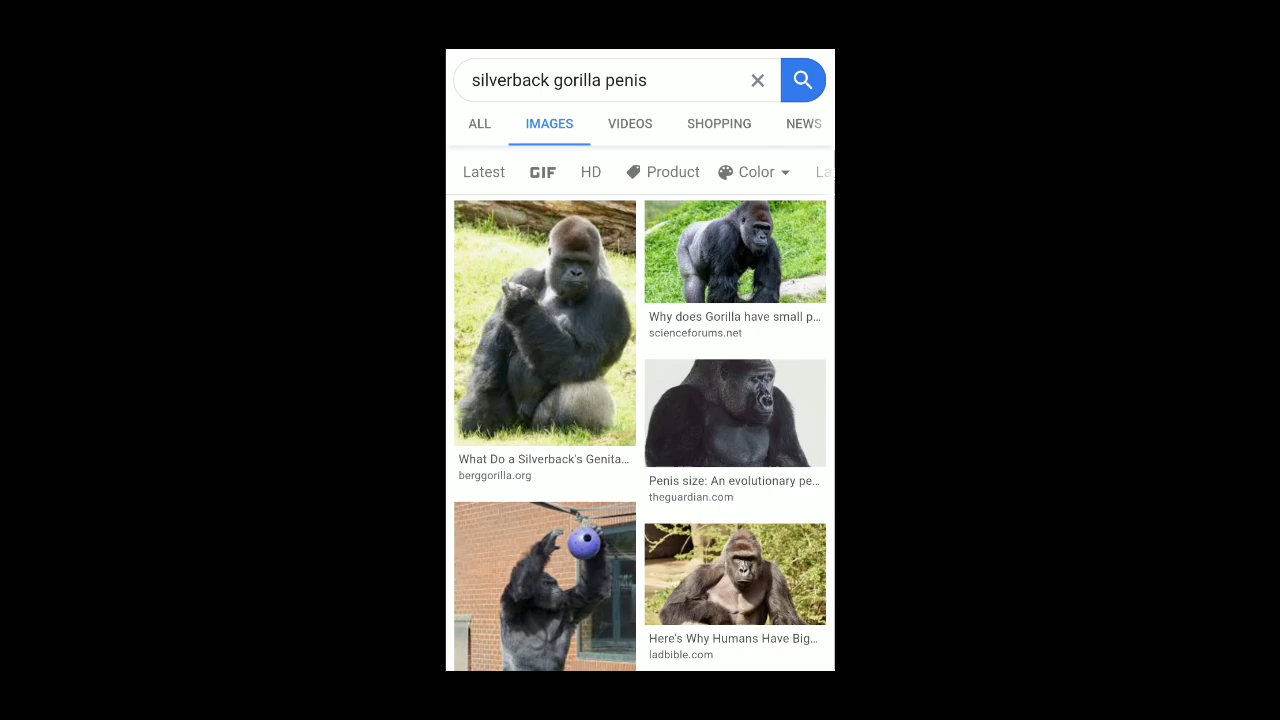 silverback gorilla penis
ALL IMAGES VIDEOS SHOPPING NEWS
Latest GIF HD Product Color La
What Do a Silverback's Genita...
berggorilla.org
Why does Gorilla have small p...
scienceforums.net
Penis size: An evolutionary pe...
theguardian.com
Here's Why Humans Have Big...
ladbible.com